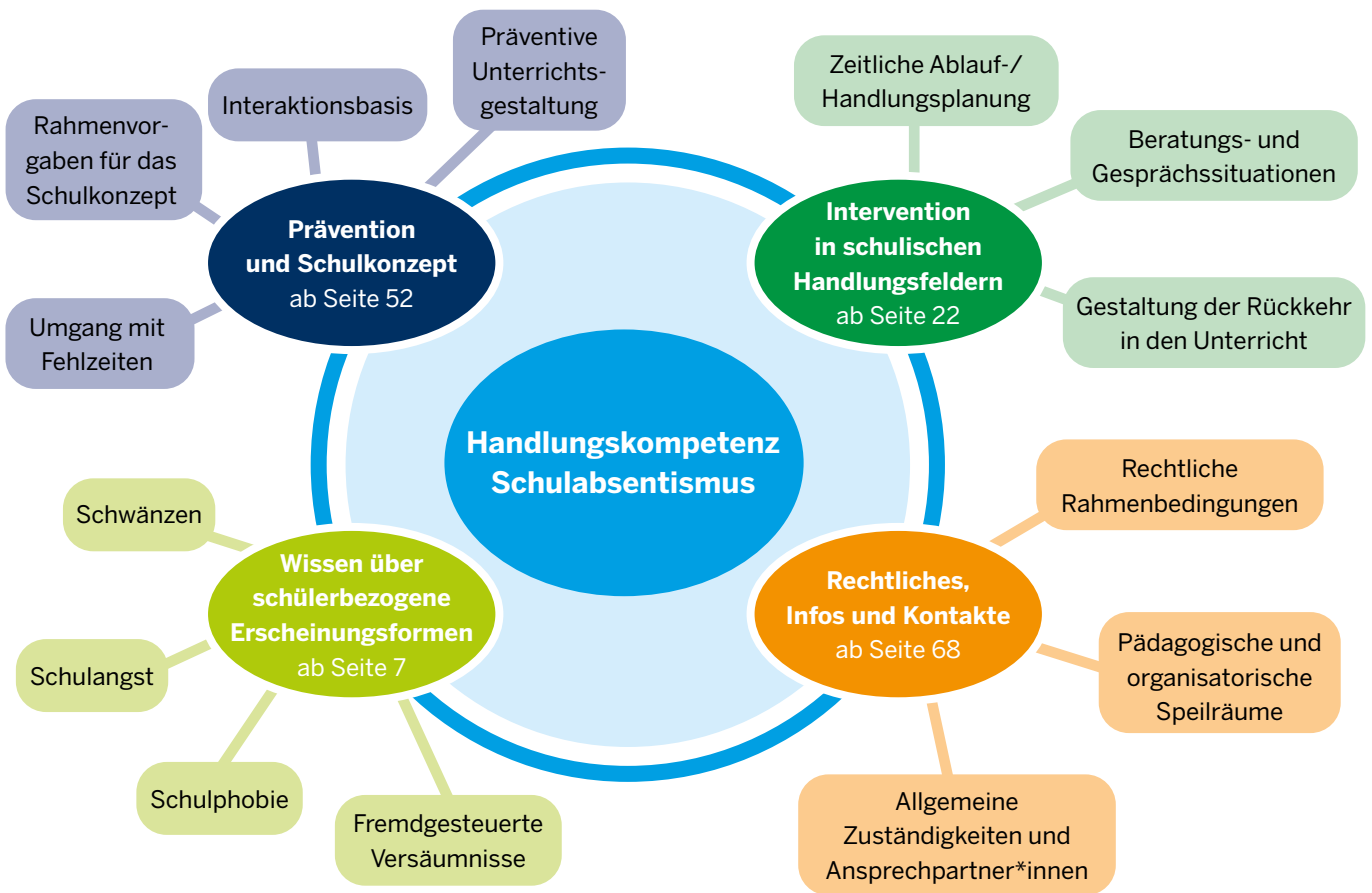 Präventive
Unterrichts-
gestaltung
Interaktionsbasis
Rahmenvor-
gaben für das
Schulkonzept
Prävention
und Schulkonzept
ab Seite 52
Umgang mit
Fehlzeiten
Zeitliche Ablauf-/
Handlungsplanung
Beratungs- und
Gesprächssituationen
Intervention
in schulischen
Handlungsfeldern
ab Seite 22
Gestaltung der Rückkehr
in den Unterricht
Handlungskompetenz
Schulabsentismus
Schwänzen
Wissen über
schülerbezogene
Erscheinungsformen
ab Seite 7
Schulangst
Schulphobie
Fremdgesteuerte
Versäumnisse
Rechtliche
Rahmenbedingungen
Rechtliches,
Infos und Kontakte
ab Seite 68
Pädagogische und
organisatorische
Speilräume
Allgemeine
Zuständigkeiten und
Ansprechpartner*innen